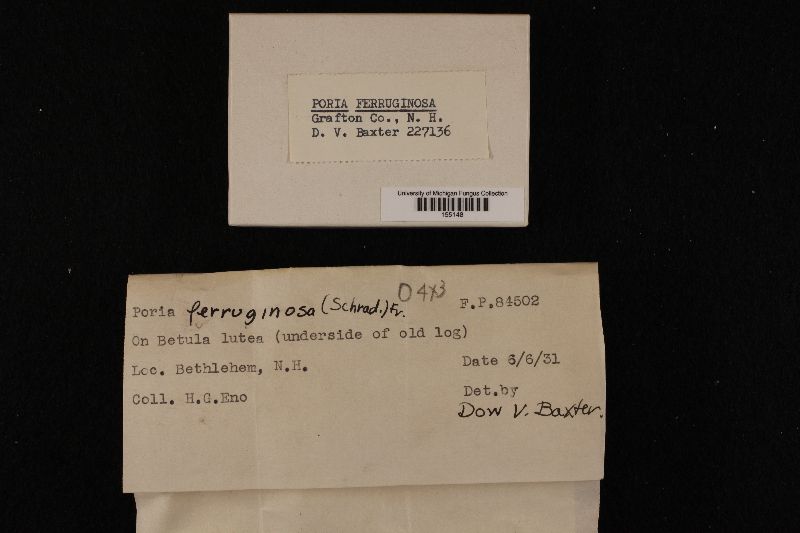 PORIA FERRUGINOSA
Grafton Co., N. H.
D. V. Baxter 227136
University of Michigan Fungus Collection
155148
Poria ferruginosa (Schrad.) Fr.
F.P.84502
On Betula lutea (underside of old log)
Loc. Bethlehem, N.H.
Date 6/6/31
Coll. H.G.Eno
Det.by
Dow V. Baxter.